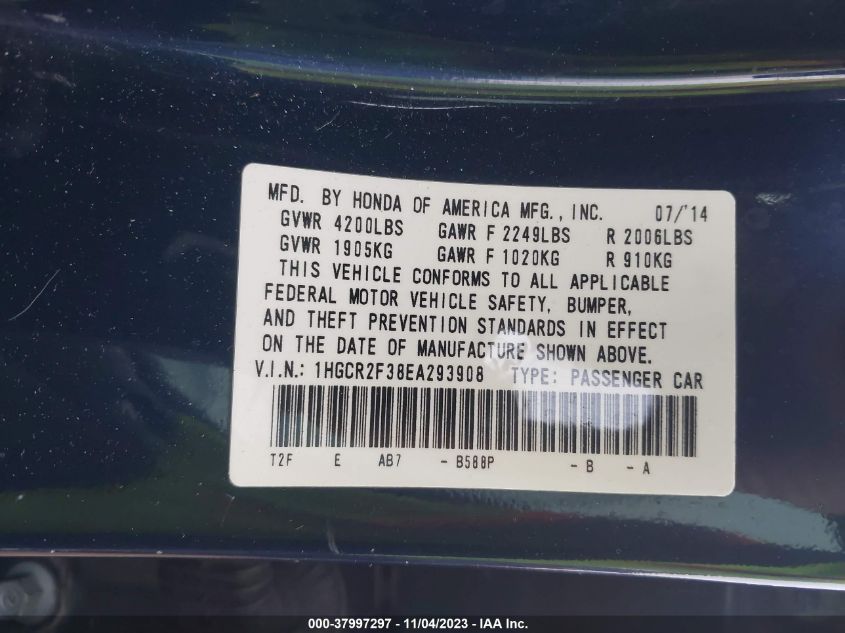 MFD. BY HONDA OF AMERICA MFG., INC. 07/'14
GVWR 4200LBS GAWR F 2249LBS R 2006LBS
GVWR 1905KG GAWR F 1020KG R 910KG
THIS VEHICLE CONFORMS TO ALL APPLICABLE
FEDERAL MOTOR VEHICLE SAFETY, BUMPER,
AND THEFT PREVENTION STANDARDS IN EFFECT
ON THE DATE OF MANUFACTURE SHOWN ABOVE.
V.I.N.: 1HGCR2F38EA293908 TYPE: PASSENGER CAR
T2F E AB7 - B588P - B - A
000-37997297 - 11/04/2023 - IAA Inc.